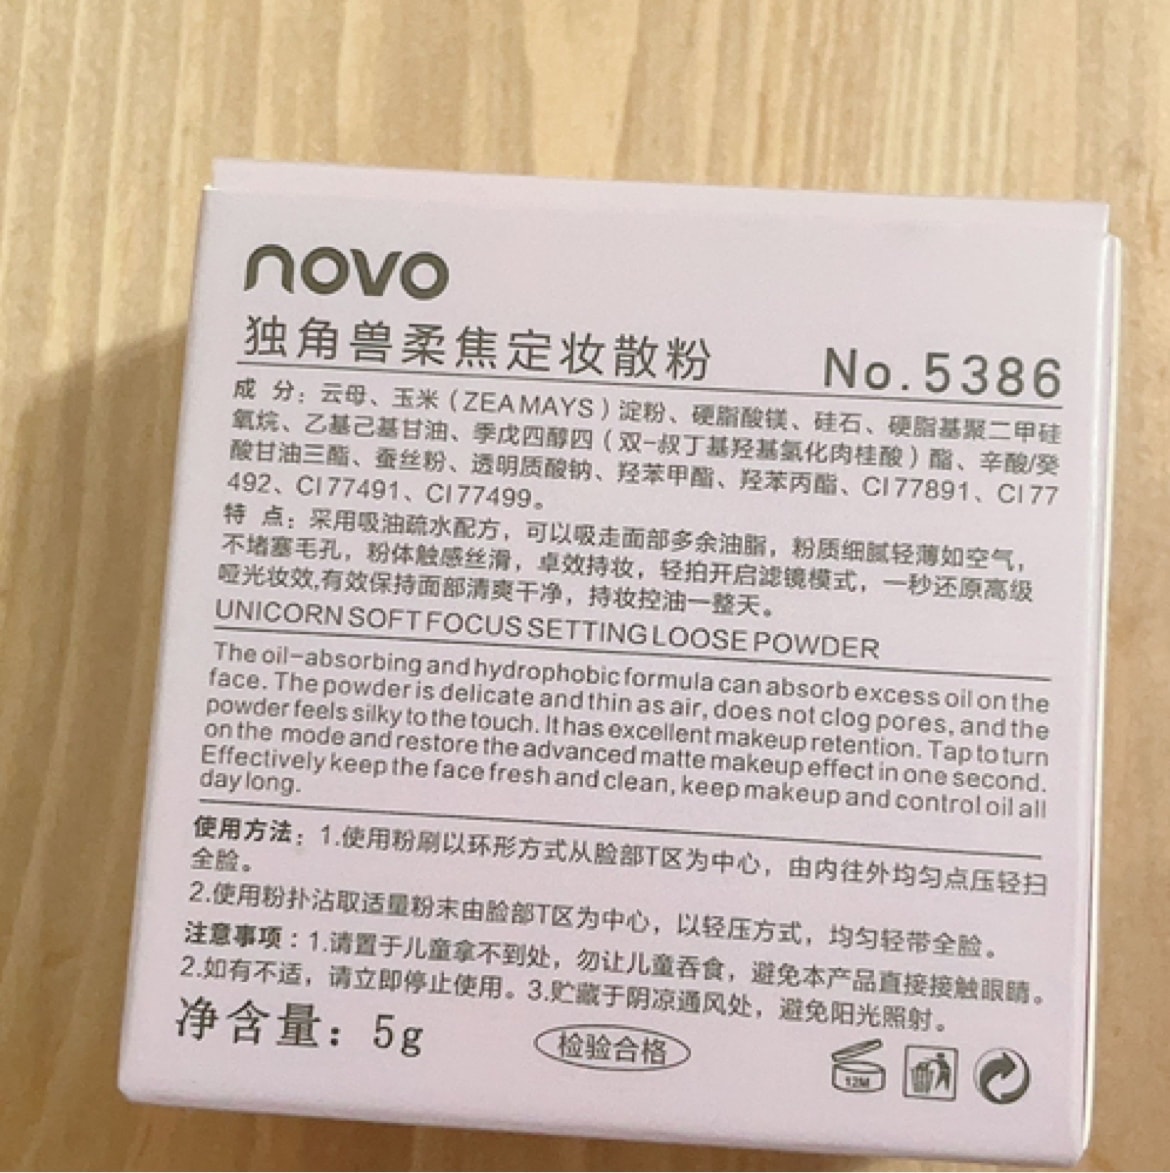 novo
独角兽柔焦定妆散粉 No.5386
成 分：云母、玉米（ZEA MAYS）淀粉、硬脂酸镁、硅石、硬脂基聚二甲硅
氧烷、乙基己基甘油、季戊四醇四（双-叔丁基羟基氢化肉桂酸）酯、辛酸/癸
酸甘油三酯、蚕丝粉、透明质酸钠、羟苯甲酯、羟苯丙酯、CI 77891、CI 77
492、CI 77491、CI 77499。
特 点：采用吸油疏水配方，可以吸走面部多余油脂，粉质细腻轻薄如空气，
不堵塞毛孔，粉体触感丝滑，卓效持妆，轻拍开启滤镜模式，一秒还原高级
哑光妆效,有效保持面部清爽干净，持妆控油一整天。
UNICORN SOFT FOCUS SETTING LOOSE POWDER
The oil-absorbing and hydrophobic formula can absorb excess oil on the
face. The powder is delicate and thin as air, does not clog pores, and the
powder feels silky to the touch. It has excellent makeup retention. Tap to turn
on the mode and restore the advanced matte makeup effect in one second.
Effectively keep the face fresh and clean, keep makeup and control oil all
day long.
使用方法：1.使用粉刷以环形方式从脸部T区为中心，由内往外均匀点压轻扫
全脸。
2.使用粉扑沾取适量粉末由脸部T区为中心，以轻压方式，均匀轻带全脸。
注意事项：1.请置于儿童拿不到处，勿让儿童吞食，避免本产品直接接触眼睛。
2.如有不适，请立即停止使用。3.贮藏于阴凉通风处，避免阳光照射。
净含量：5g 检验合格 12M